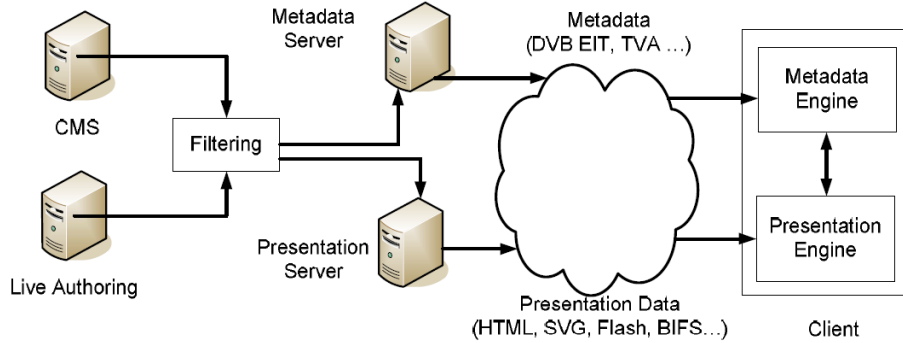 Metadata
Server
Metadata
(DVB EIT, TVA ...)
CMS
Filtering
Metadata
Engine
Live Authoring
Presentation
Server
Presentation
Engine
Presentation Data
(HTML, SVG, Flash, BIFS...)
Client